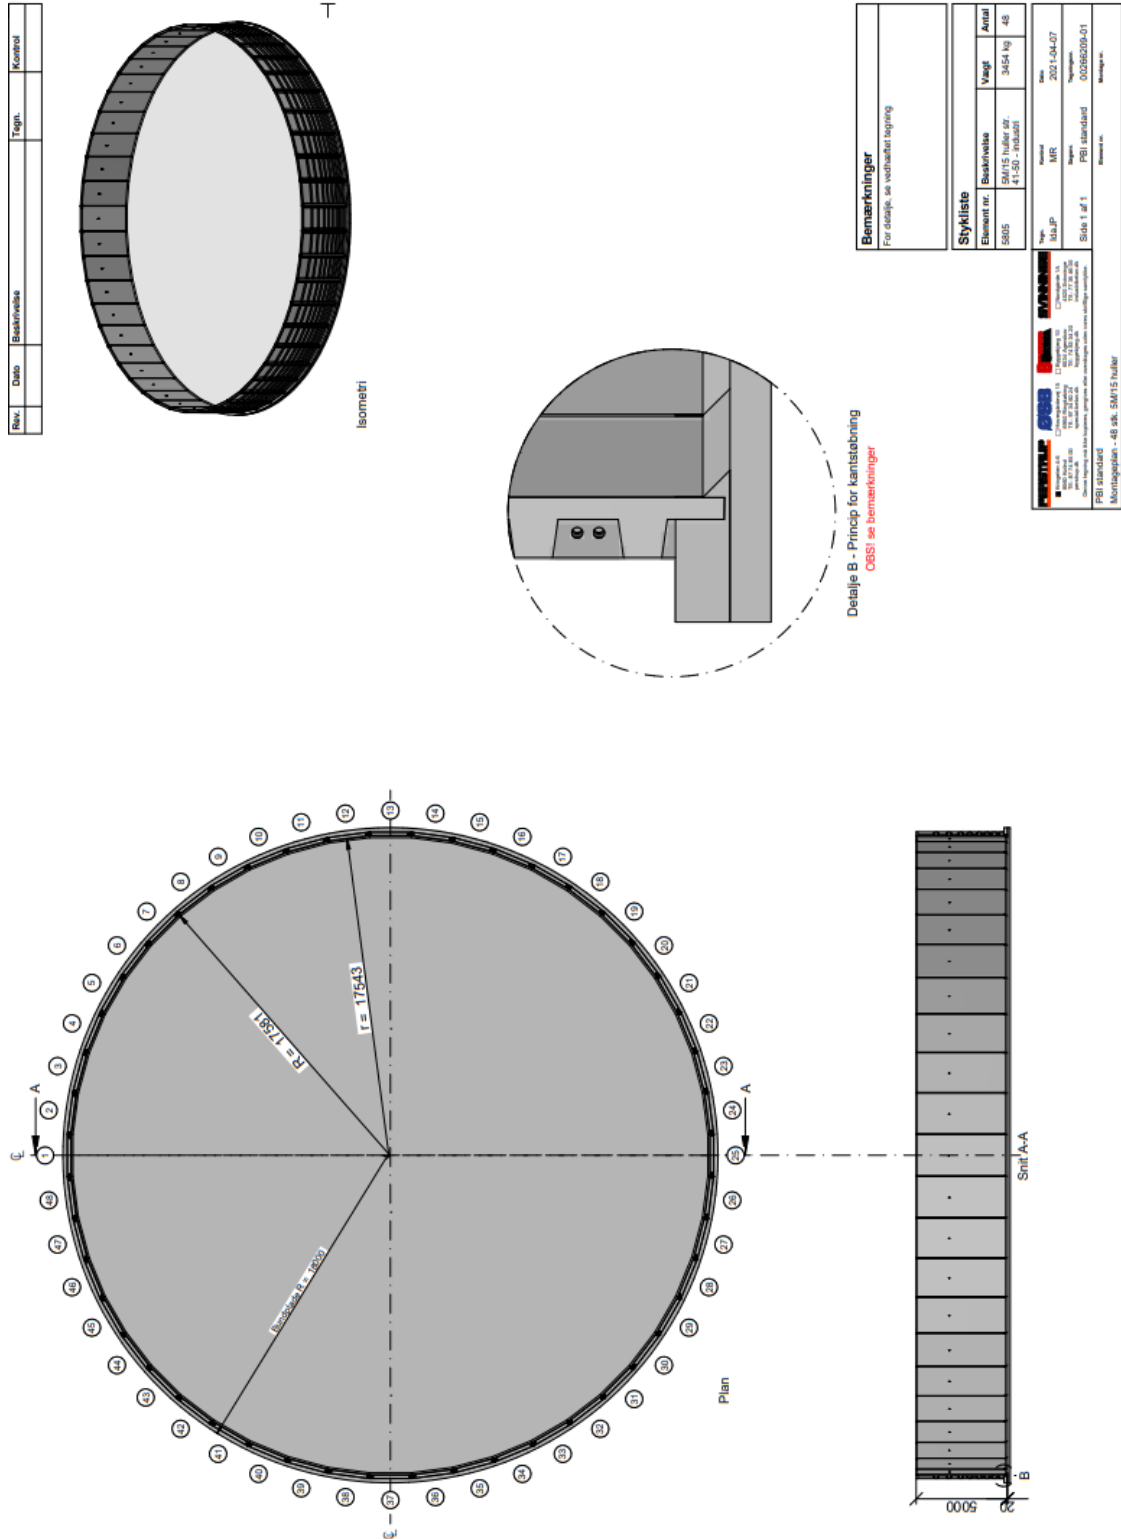 Rev.
Dato
Beskrivelse
Tegn.
Kontrol
Isometri
Detalje B - Princip for kantstøbning
OBS! se bemærkninger
Bemærkninger
For detalje, se vedhæftet tegning
Stykliste
Element nr.
Beskrivelse
Vægt
Antal
5805
5M/15 huller str.
41-50 - industri
3454 kg
48
Tegn.
IdaJP
Kontrol
MR
Dato
2021-04-07
Side 1 af 1
PBI standard
Tegningsnr.
00266209-01
Element nr.
Montage nr.
PBI standard
Montageplan - 48 stk. 5M/15 huller
1
2
3
4
5
6
7
8
9
10
11
12
13
14
15
16
17
18
19
20
21
22
23
24
25
26
27
28
29
30
31
32
33
34
35
36
37
38
39
40
41
42
43
44
45
46
47
48
A
A
R = 17581
r = 17543
Bundplade R = 18000
Plan
Snit A-A
B
5000
20